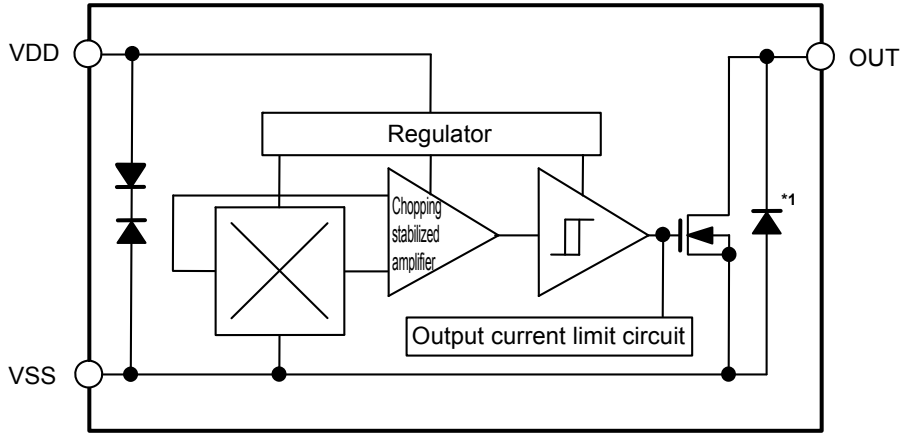 VDD
OUT
Regulator
Chopping
stabilized
amplifier
*1
Output current limit circuit
VSS